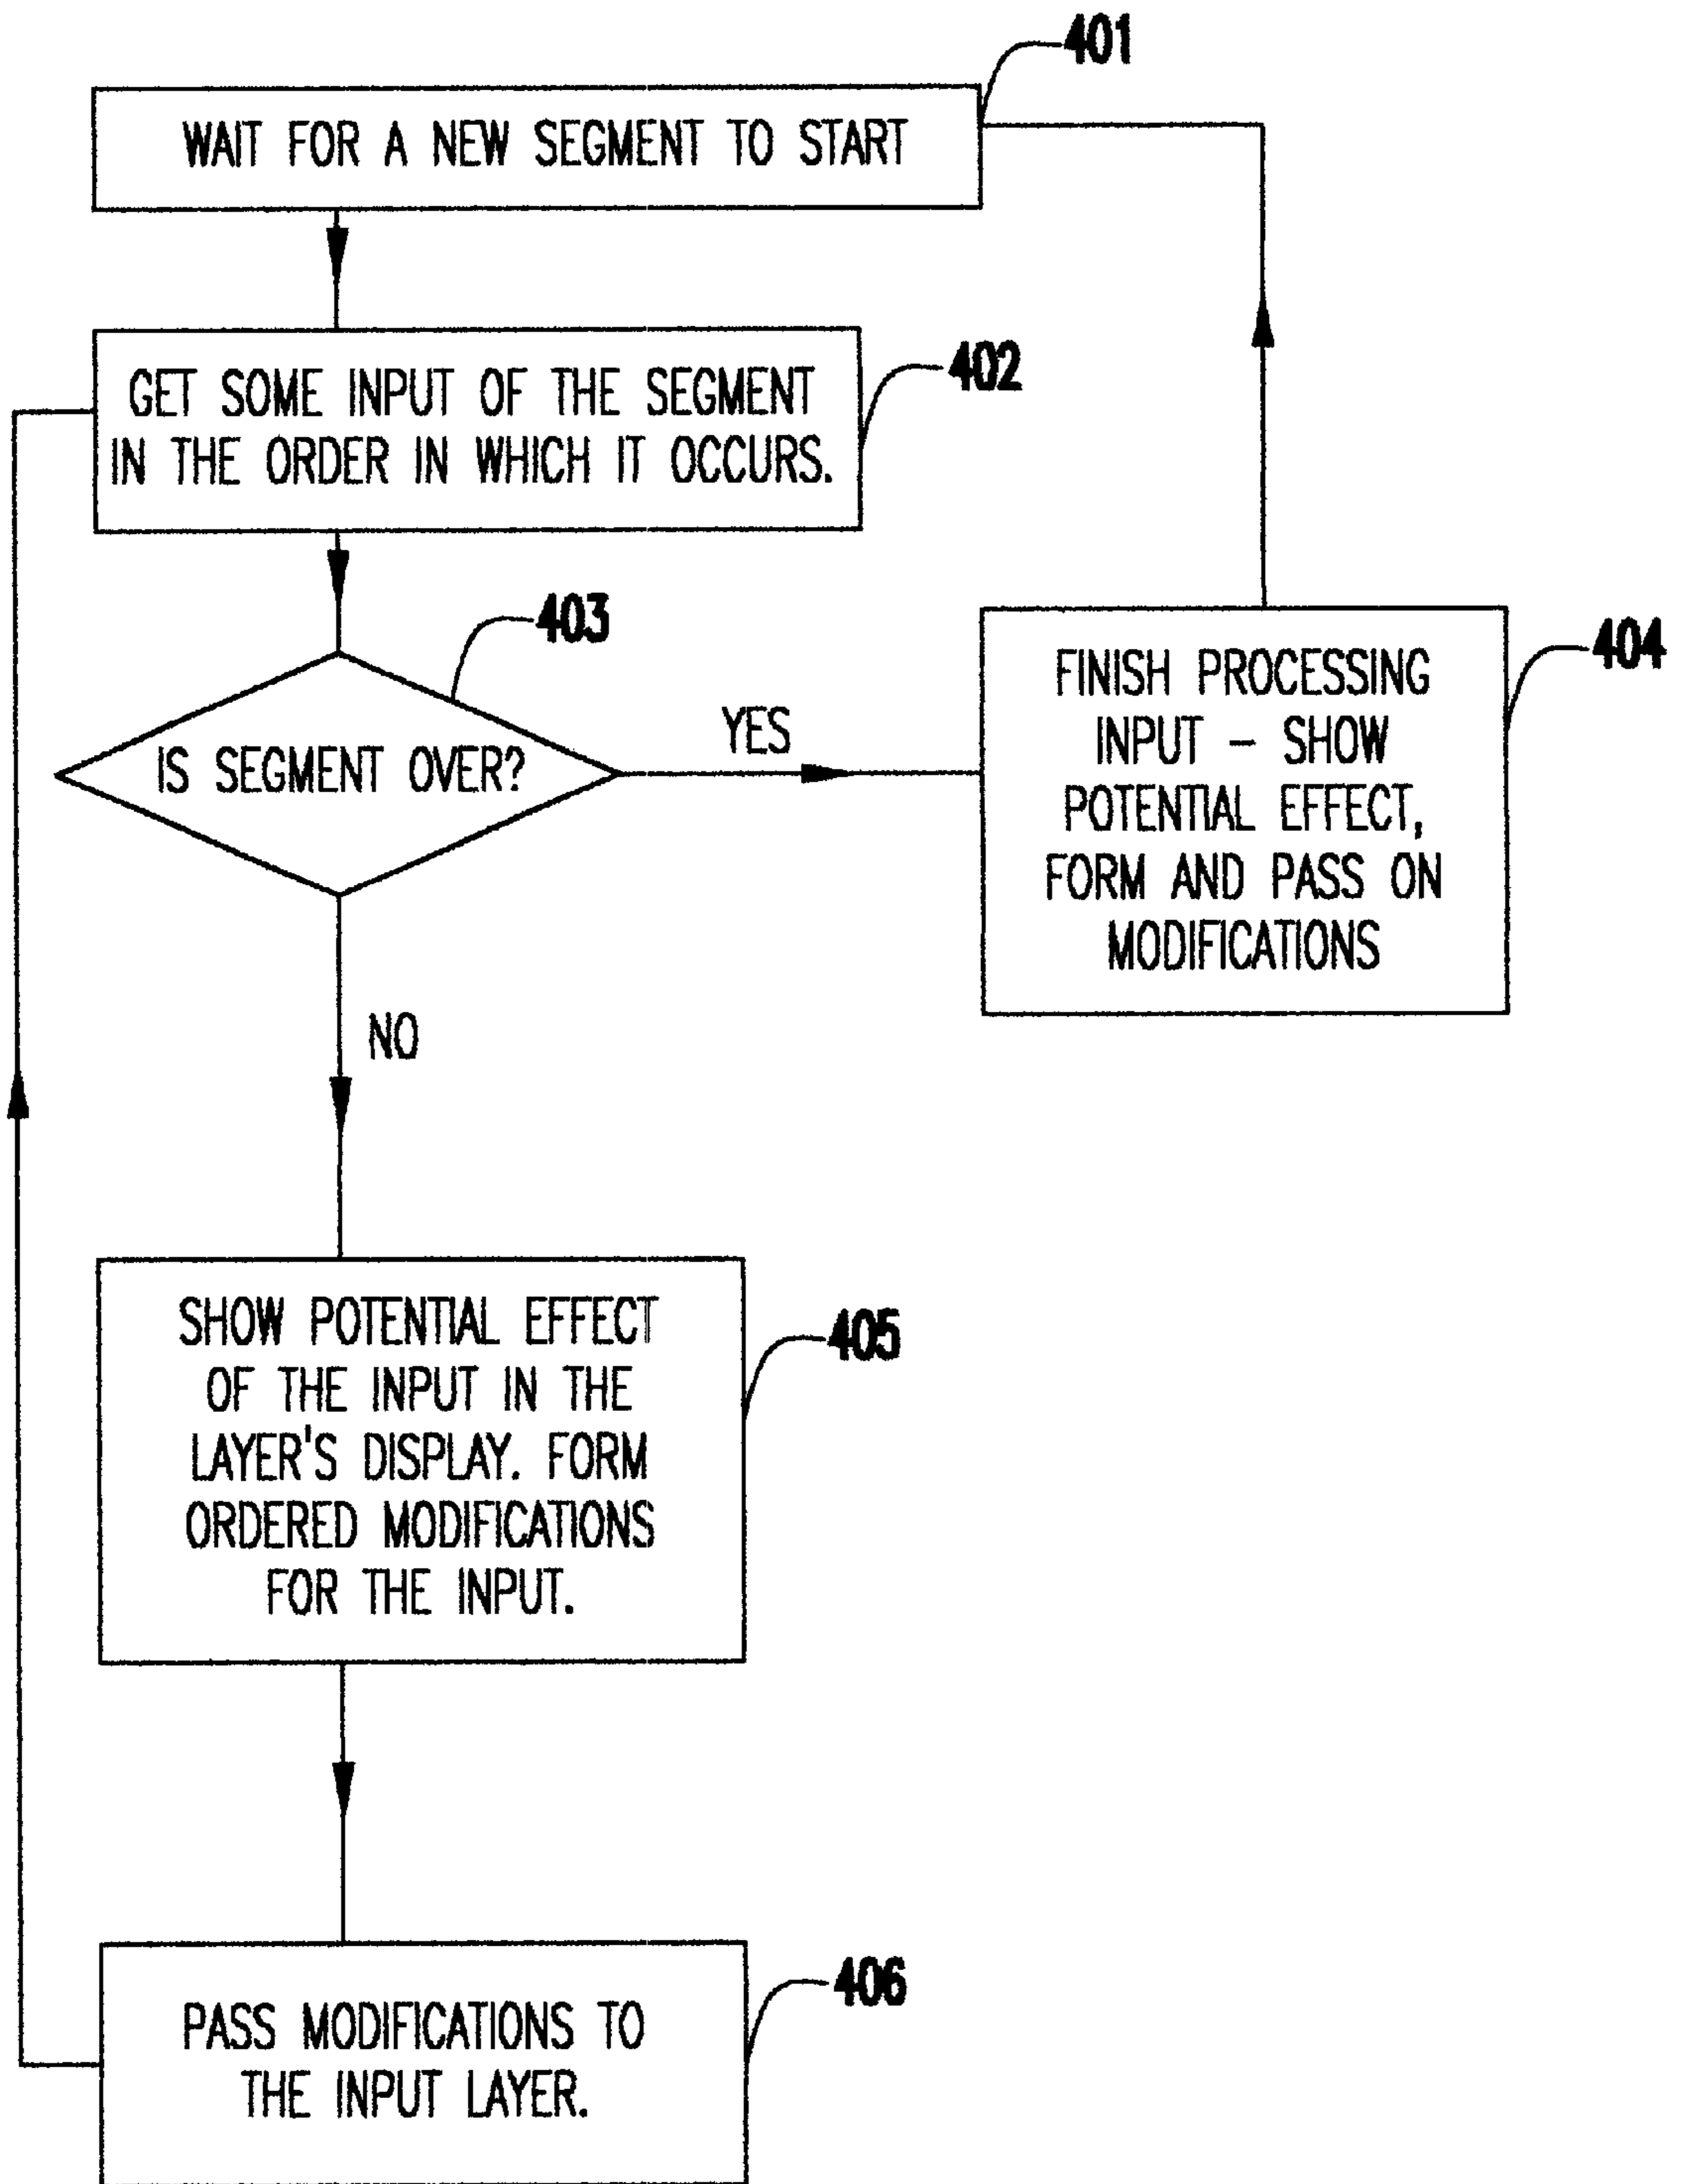 401
WAIT FOR A NEW SEGMENT TO START
402
GET SOME INPUT OF THE SEGMENT
IN THE ORDER IN WHICH IT OCCURS.
403
IS SEGMENT OVER?
YES
404
FINISH PROCESSING
INPUT – SHOW
POTENTIAL EFFECT,
FORM AND PASS ON
MODIFICATIONS
NO
405
SHOW POTENTIAL EFFECT
OF THE INPUT IN THE
LAYER'S DISPLAY. FORM
ORDERED MODIFICATIONS
FOR THE INPUT.
406
PASS MODIFICATIONS TO
THE INPUT LAYER.